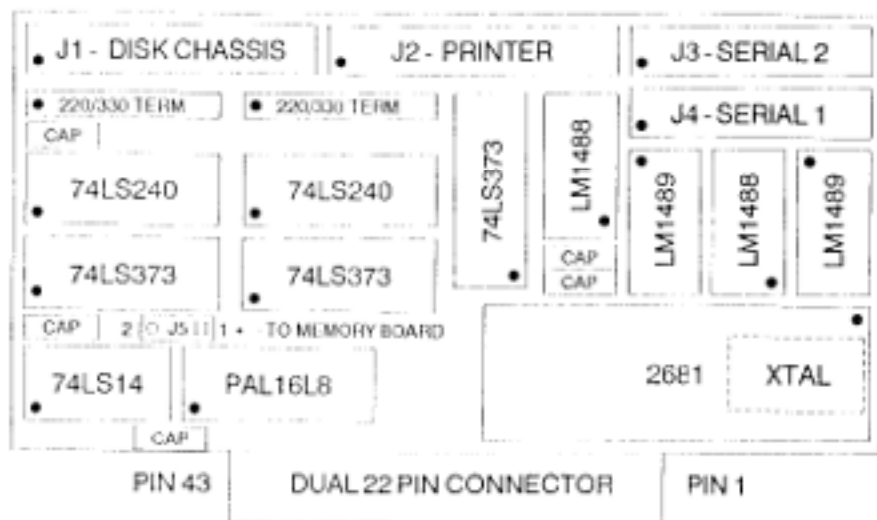 J1 - DISK CHASSIS
J2 - PRINTER
J3 - SERIAL 2
220/330 TERM
220/330 TERM
J4 - SERIAL 1
CAP
74LS240
74LS240
74LS373
LM1488
LM1489
LM1488
LM1489
74LS373
74LS373
CAP
CAP
CAP
2
J5
1 + - TO MEMORY BOARD
74LS14
PAL16L8
2681
XTAL
CAP
PIN 43
DUAL 22 PIN CONNECTOR
PIN 1